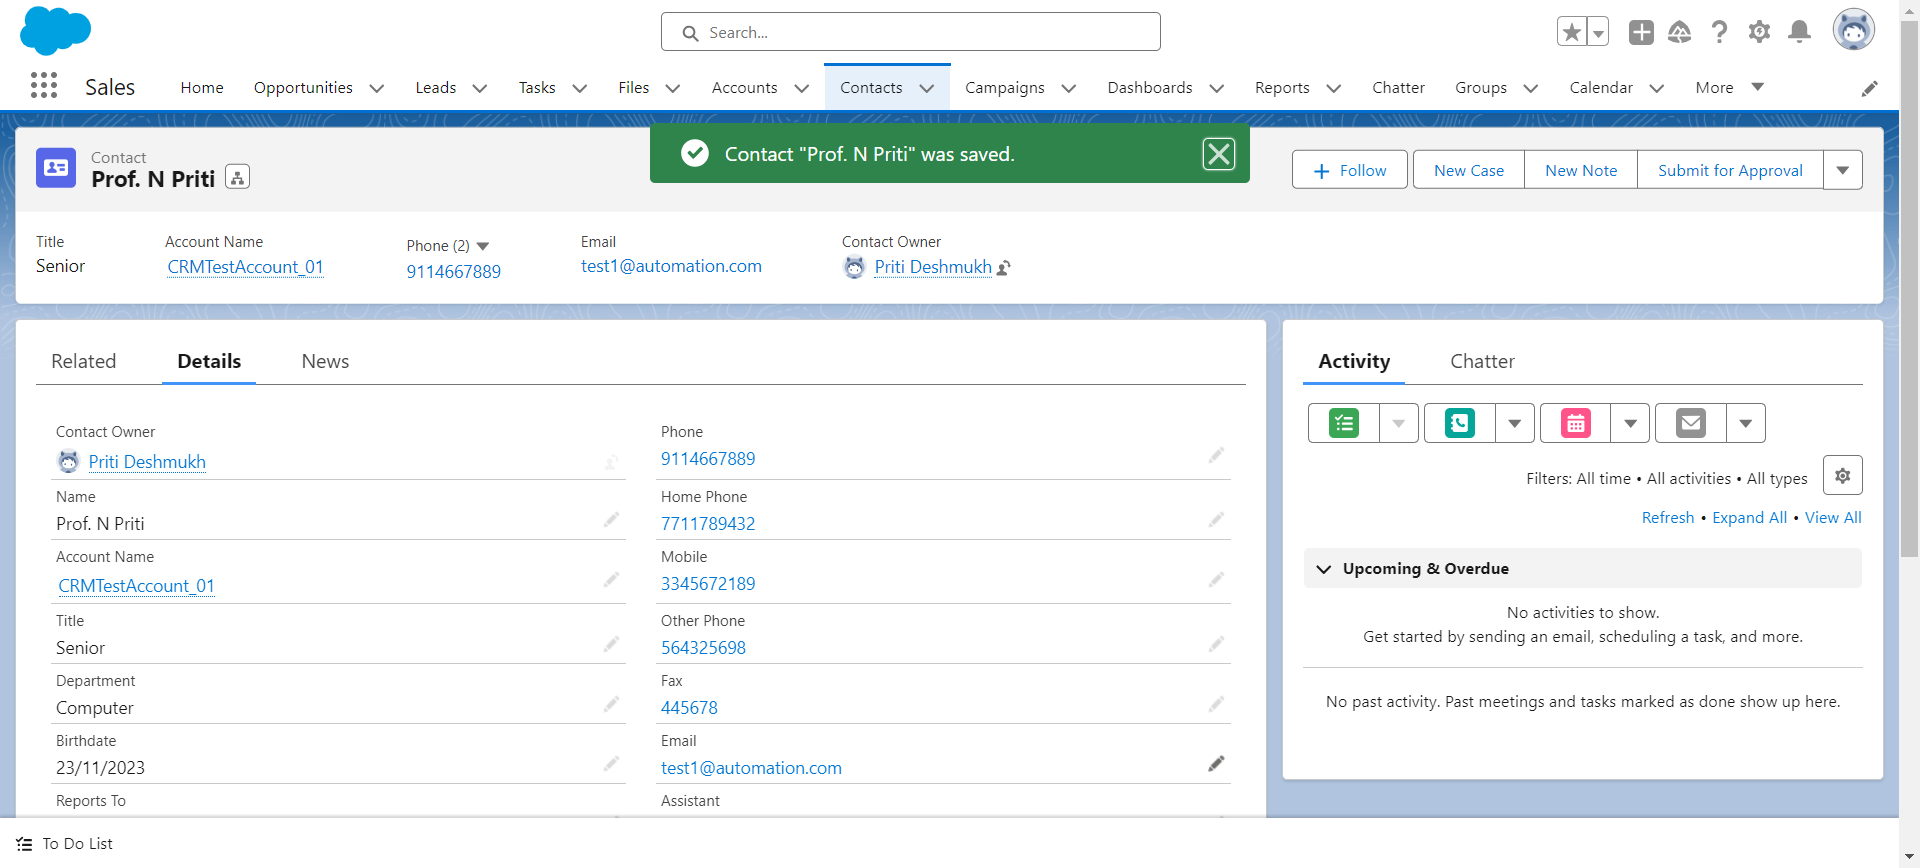 Search...
Sales
Home
Opportunities
Leads
Tasks
Files
Accounts
Contacts
Campaigns
Dashboards
Reports
Chatter
Groups
Calendar
More
Contact "Prof. N Priti" was saved.
Contact
Prof. N Priti
Follow
New Case
New Note
Submit for Approval
Title
Senior
Account Name
CRMTestAccount_01
Phone (2)
9114667889
Email
test1@automation.com
Contact Owner
Priti Deshmukh
Related
Details
News
Contact Owner
Priti Deshmukh
Name
Prof. N Priti
Account Name
CRMTestAccount_01
Title
Senior
Department
Computer
Birthdate
23/11/2023
Reports To
Phone
9114667889
Home Phone
7711789432
Mobile
3345672189
Other Phone
564325698
Fax
445678
Email
test1@automation.com
Assistant
Activity
Chatter
Filters: All time • All activities • All types
Refresh • Expand All • View All
Upcoming & Overdue
No activities to show.
Get started by sending an email, scheduling a task, and more.
No past activity. Past meetings and tasks marked as done show up here.
To Do List